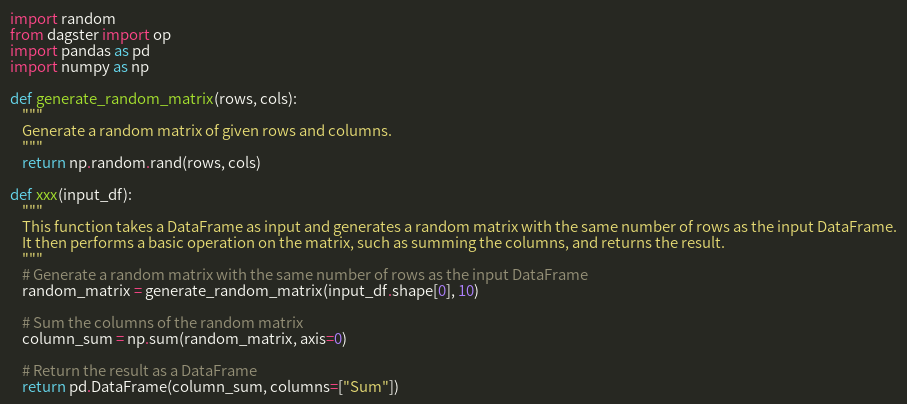 import random
from dagster import op
import pandas as pd
import numpy as np

def generate_random_matrix(rows, cols):
    """
    Generate a random matrix of given rows and columns.
    """
    return np.random.rand(rows, cols)

def xxx(input_df):
    """
    This function takes a DataFrame as input and generates a random matrix with the same number of rows as the input DataFrame.
    It then performs a basic operation on the matrix, such as summing the columns, and returns the result.
    """
    # Generate a random matrix with the same number of rows as the input DataFrame
    random_matrix = generate_random_matrix(input_df.shape[0], 10)

    # Sum the columns of the random matrix
    column_sum = np.sum(random_matrix, axis=0)

    # Return the result as a DataFrame
    return pd.DataFrame(column_sum, columns=["Sum"])